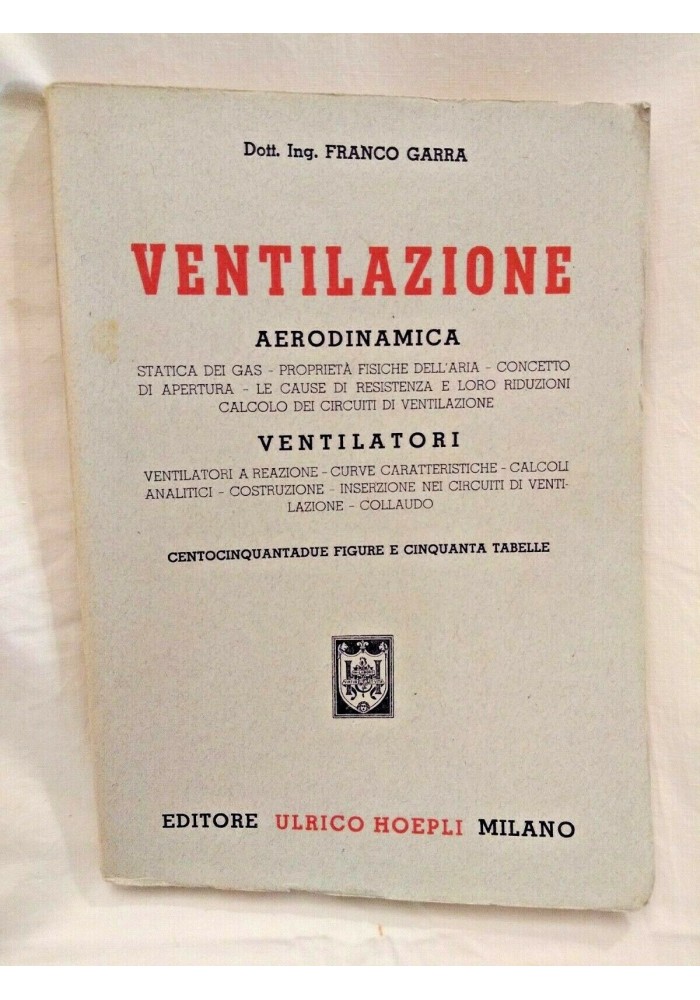 Dott. Ing. FRANCO GARRA
VENTILAZIONE
AERODINAMICA
STATICA DEI GAS - PROPRIETÀ FISICHE DELL'ARIA - CONCETTO
DI APERTURA - LE CAUSE DI RESISTENZA E LORO RIDUZIONI
CALCOLO DEI CIRCUITI DI VENTILAZIONE
VENTILATORI
VENTILATORI A REAZIONE - CURVE CARATTERISTICHE - CALCOLI
ANALITICI - COSTRUZIONE - INSERZIONE NEI CIRCUITI DI VENTI-
LAZIONE - COLLAUDO
CENTOCINQUANTADUE FIGURE E CINQUANTA TABELLE
EDITORE ULRICO HOEPLI MILANO